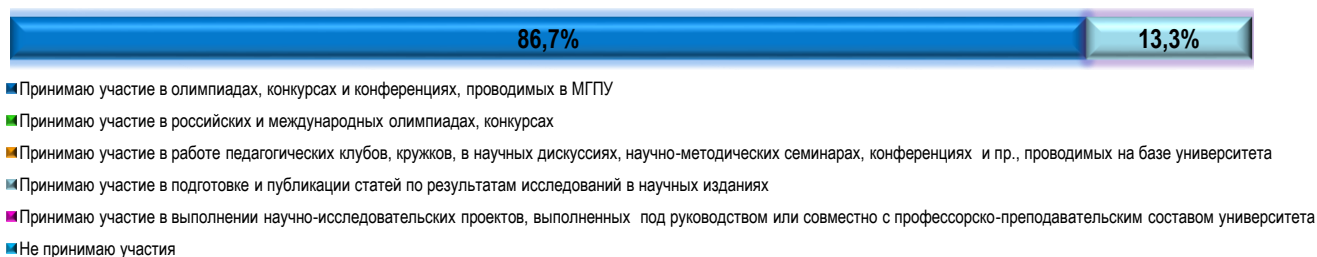 86,7% 13,3%
Принимаю участие в олимпиадах, конкурсах и конференциях, проводимых в МГПУ
Принимаю участие в российских и международных олимпиадах, конкурсах
Принимаю участие в работе педагогических клубов, кружков, в научных дискуссиях, научно-методических семинарах, конференциях и пр., проводимых на базе университета
Принимаю участие в подготовке и публикации статей по результатам исследований в научных изданиях
Принимаю участие в выполнении научно-исследовательских проектов, выполненных под руководством или совместно с профессорско-преподавательским составом университета
Не принимаю участия